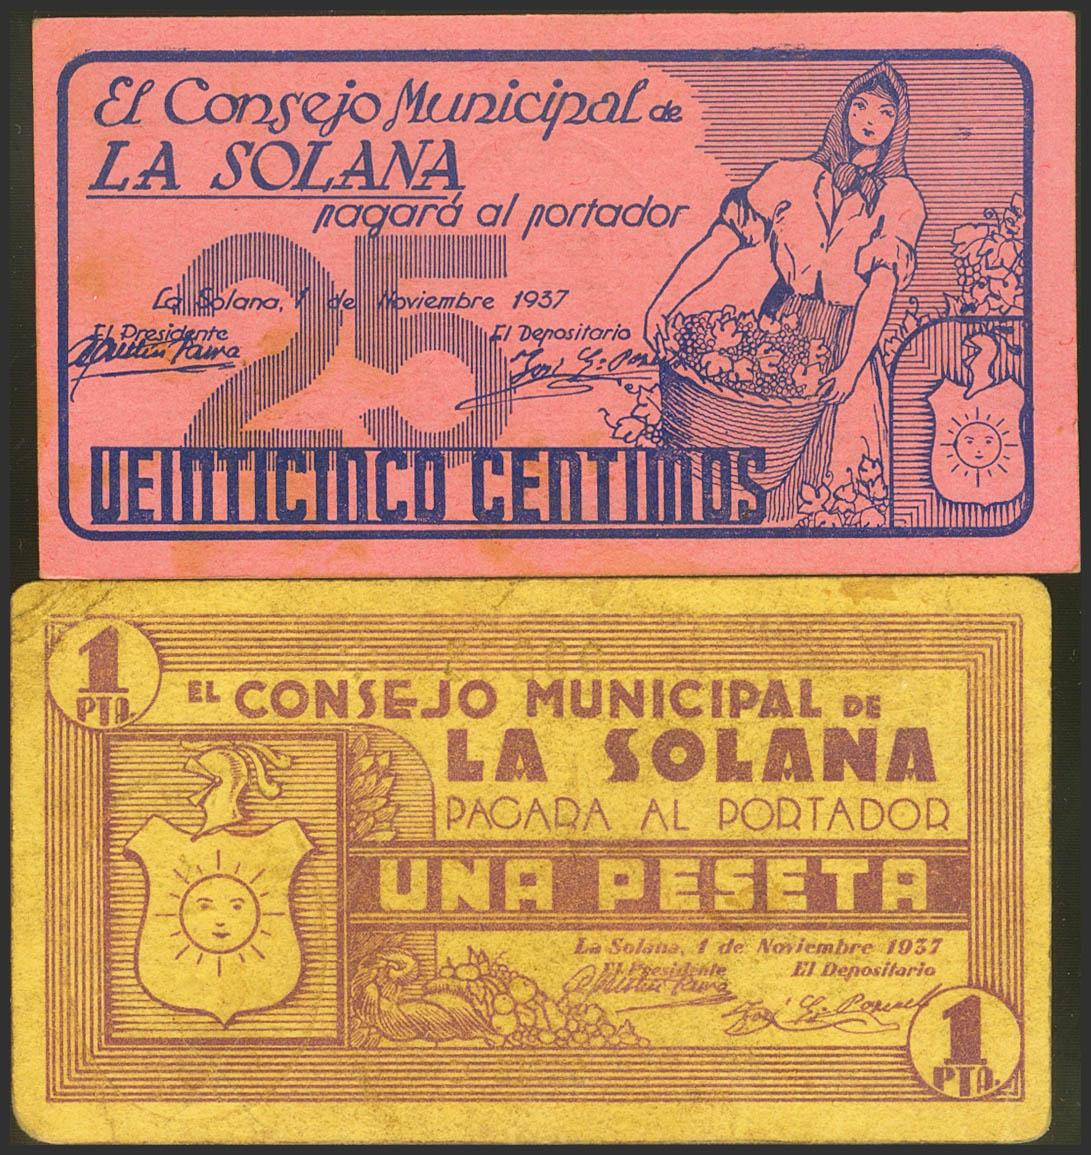 El Consejo Municipal de
LA SOLANA
pagará al portador
25
La Solana, 1 de Noviembre 1937
El Presidente El Depositario
VEINTICINCO CENTIMOS
1
PTA.
EL CONSEJO MUNICIPAL DE
LA SOLANA
PAGARA AL PORTADOR
UNA PESETA
La Solana, 1 de Noviembre 1937
El Presidente El Depositario
1
PTA.